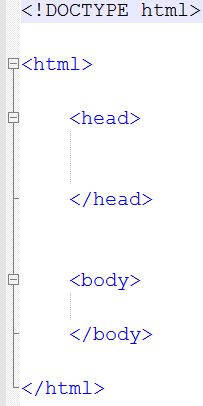 <!DOCTYPE html>
<html>
<head>
</head>
<body>
</body>
</html>